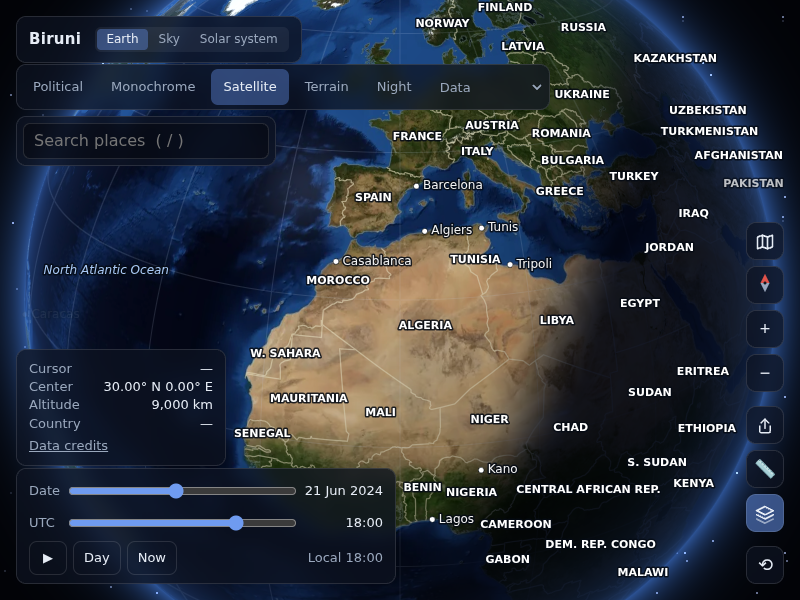 FINLAND
NORWAY
RUSSIA
Biruni
Earth
Sky
Solar system
LATVIA
KAZAKHSTAN
Political
Monochrome
Satellite
Terrain
Night
Data
UKRAINE
UZBEKISTAN
Search places ( / )
FRANCE
AUSTRIA
ROMANIA
TURKMENISTAN
ITALY
BULGARIA
AFGHANISTAN
TURKEY
PAKISTAN
SPAIN
Barcelona
GREECE
IRAQ
Algiers
Tunis
JORDAN
Casablanca
TUNISIA
Tripoli
North Atlantic Ocean
MOROCCO
EGYPT
Caracas
ALGERIA
LIBYA
W. SAHARA
Cursor —
Center 30.00° N 0.00° E
Altitude 9,000 km
Country —
Data credits
ERITREA
MAURITANIA
MALI
NIGER
SUDAN
SENEGAL
CHAD
ETHIOPIA
Kano
S. SUDAN
BENIN
NIGERIA
CENTRAL AFRICAN REP.
KENYA
Date 21 Jun 2024
Lagos
CAMEROON
UTC 18:00
DEM. REP. CONGO
▶
Day
Now
Local 18:00
GABON
MALAWI
+
−
⟲